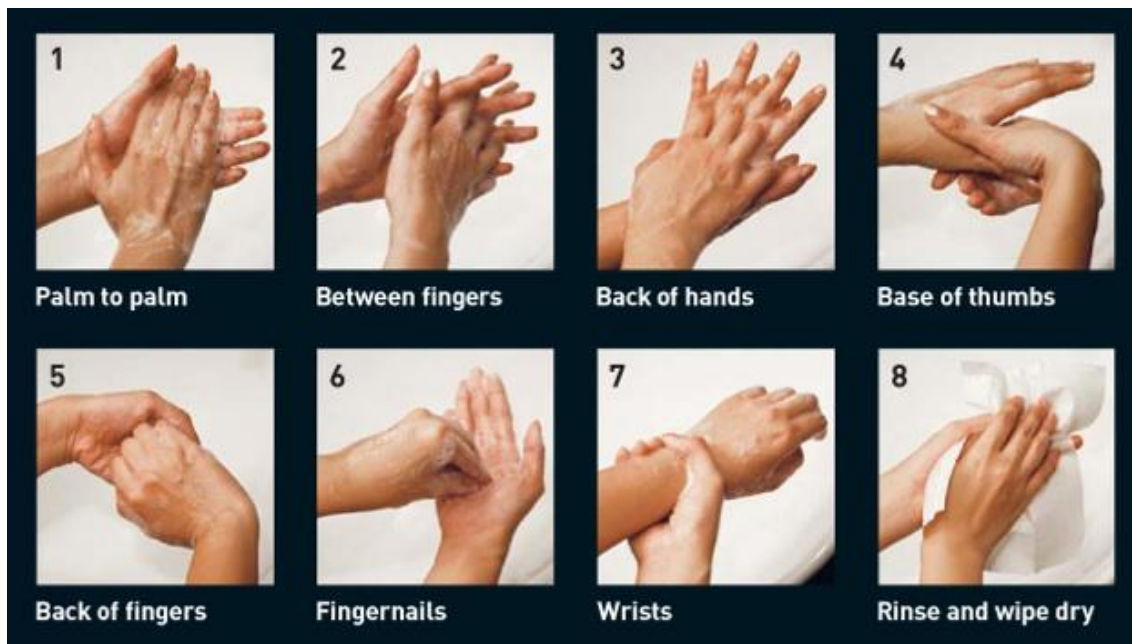 1
2
3
4
Palm to palm
Between fingers
Back of hands
Base of thumbs
5
6
7
8
Back of fingers
Fingernails
Wrists
Rinse and wipe dry